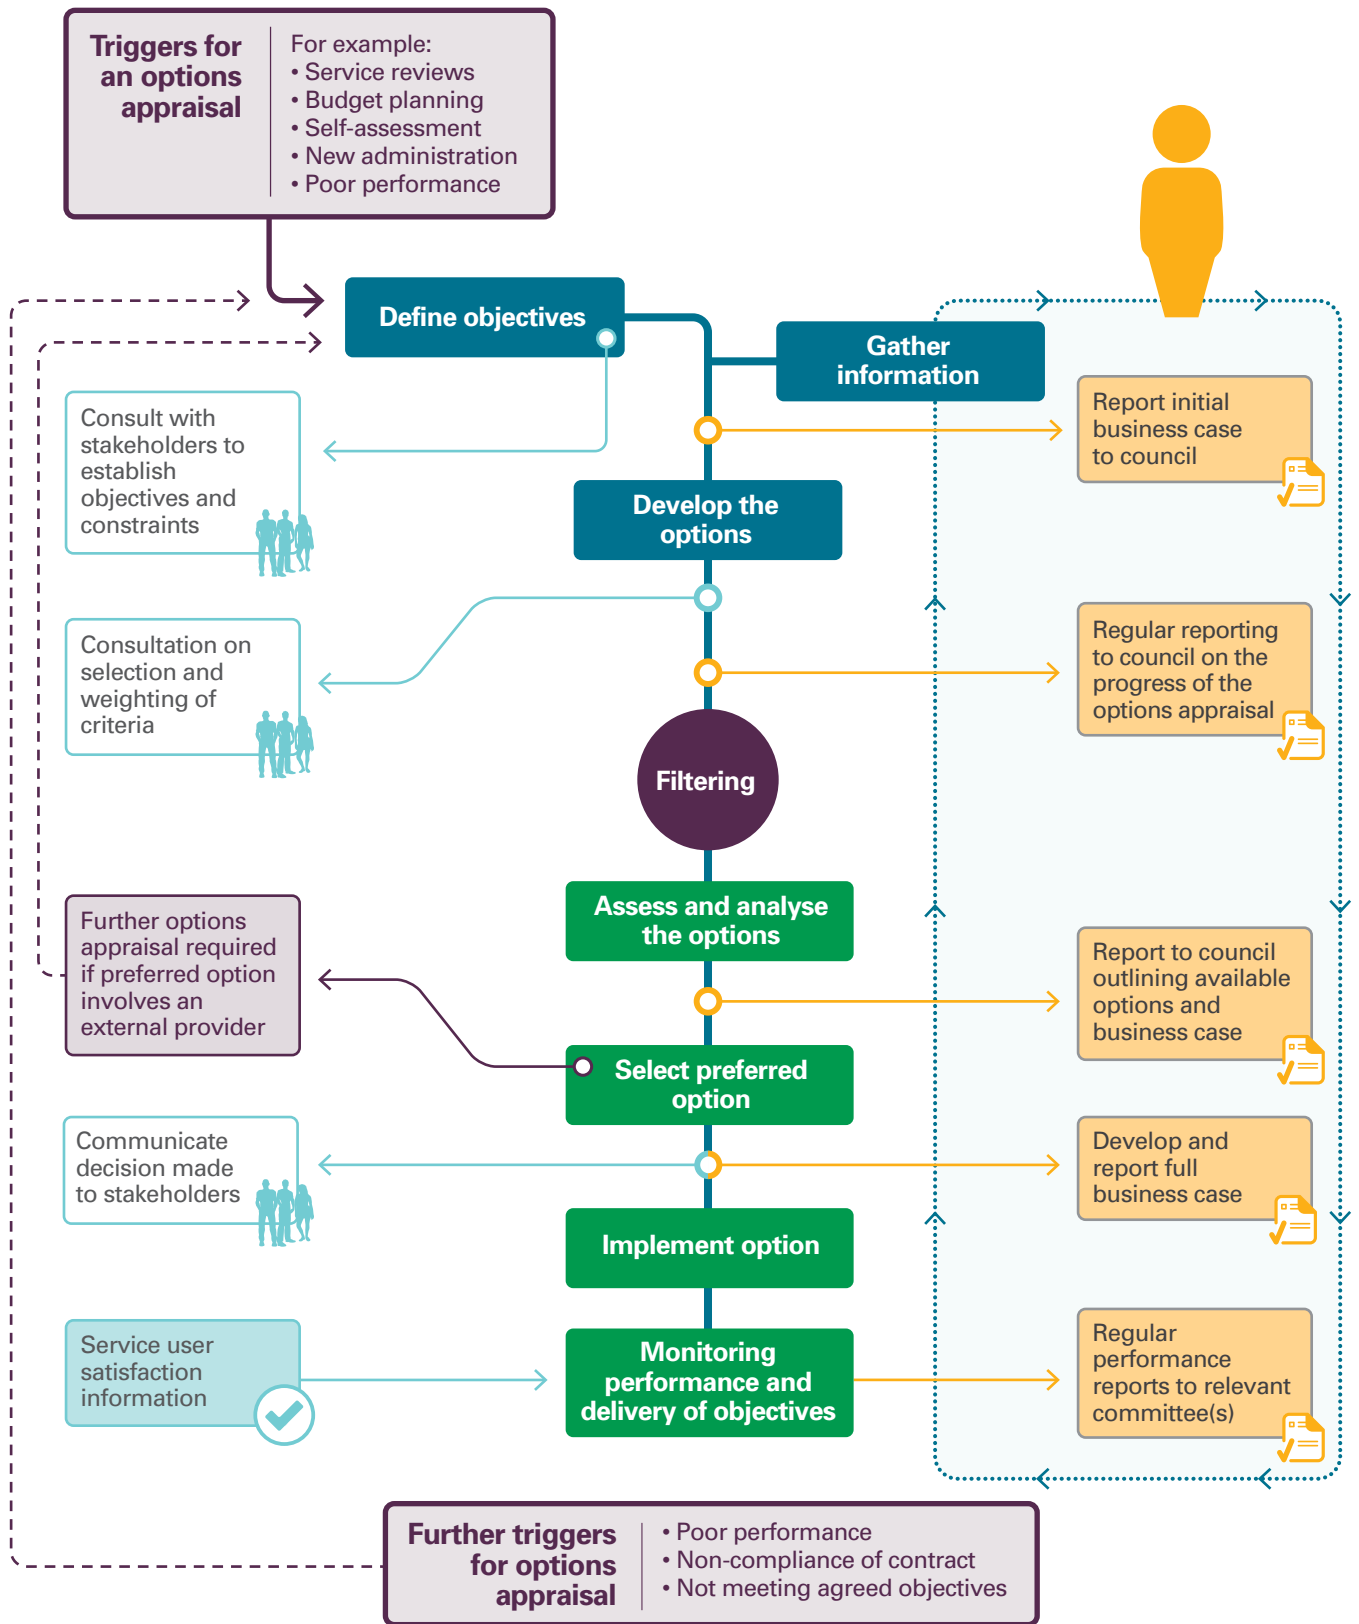 Triggers for
an options
appraisal
For example:
• Service reviews
• Budget planning
• Self-assessment
• New administration
• Poor performance
Define objectives
Gather
information
Consult with
stakeholders to
establish
objectives and
constraints
Report initial
business case
to council
Develop the
options
Consultation on
selection and
weighting of
criteria
Regular reporting
to council on the
progress of the
options appraisal
Filtering
Assess and analyse
the options
Further options
appraisal required
if preferred option
involves an
external provider
Report to council
outlining available
options and
business case
Select preferred
option
Communicate
decision made
to stakeholders
Develop and
report full
business case
Implement option
Service user
satisfaction
information
Monitoring
performance and
delivery of objectives
Regular
performance
reports to relevant
committee(s)
Further triggers
for options
appraisal
• Poor performance
• Non-compliance of contract
• Not meeting agreed objectives